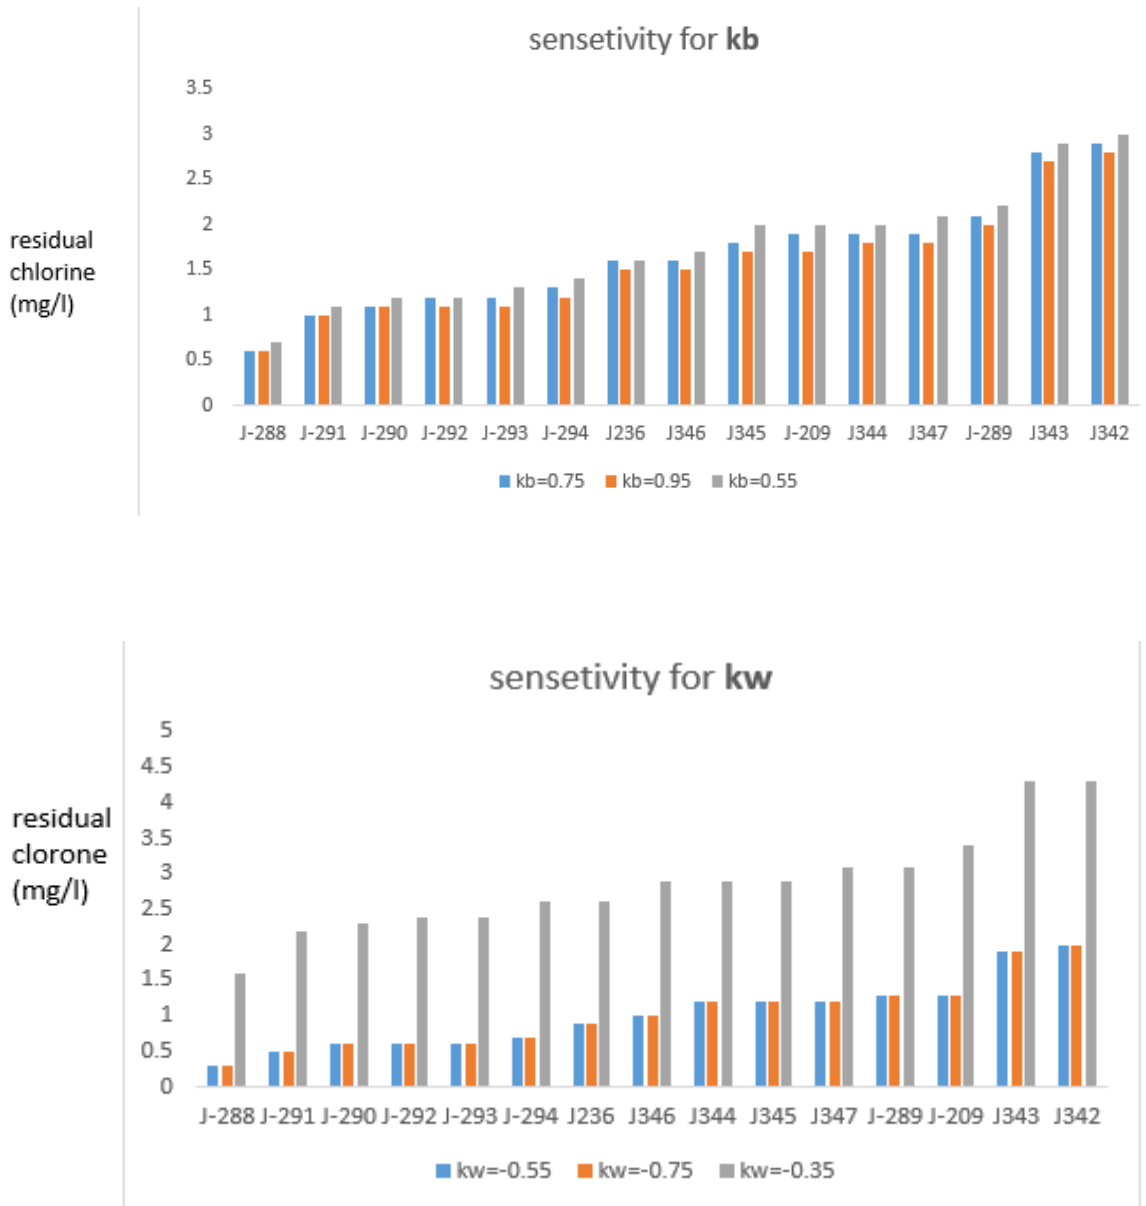 sensetivity for kb
residual
chlorine
(mg/l)
3.5
3
2.5
2
1.5
1
0.5
0
J-288 J-291 J-290 J-292 J-293 J-294 J236 J346 J345 J-209 J344 J347 J-289 J343 J342
kb=0.75 kb=0.95 kb=0.55
sensetivity for kw
residual
clorone
(mg/l)
5
4.5
4
3.5
3
2.5
2
1.5
1
0.5
0
J-288 J-291 J-290 J-292 J-293 J-294 J236 J346 J344 J345 J347 J-289 J-209 J343 J342
kw=-0.55 kw=-0.75 kw=-0.35